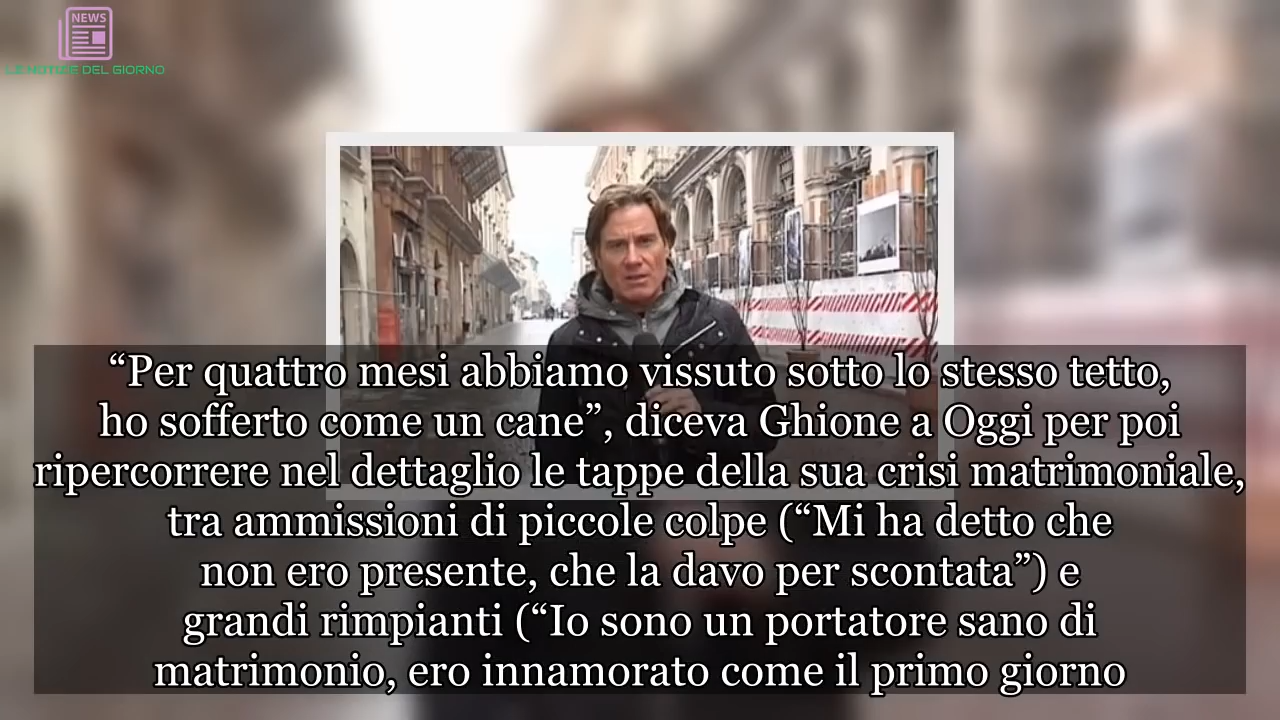 NEWS
LE NOTIZIE DEL GIORNO
“Per quattro mesi abbiamo vissuto sotto lo stesso tetto,
ho sofferto come un cane”, diceva Ghione a Oggi per poi
ripercorrere nel dettaglio le tappe della sua crisi matrimoniale,
tra ammissioni di piccole colpe (“Mi ha detto che
non ero presente, che la davo per scontata”) e
grandi rimpianti (“Io sono un portatore sano di
matrimonio, ero innamorato come il primo giorno